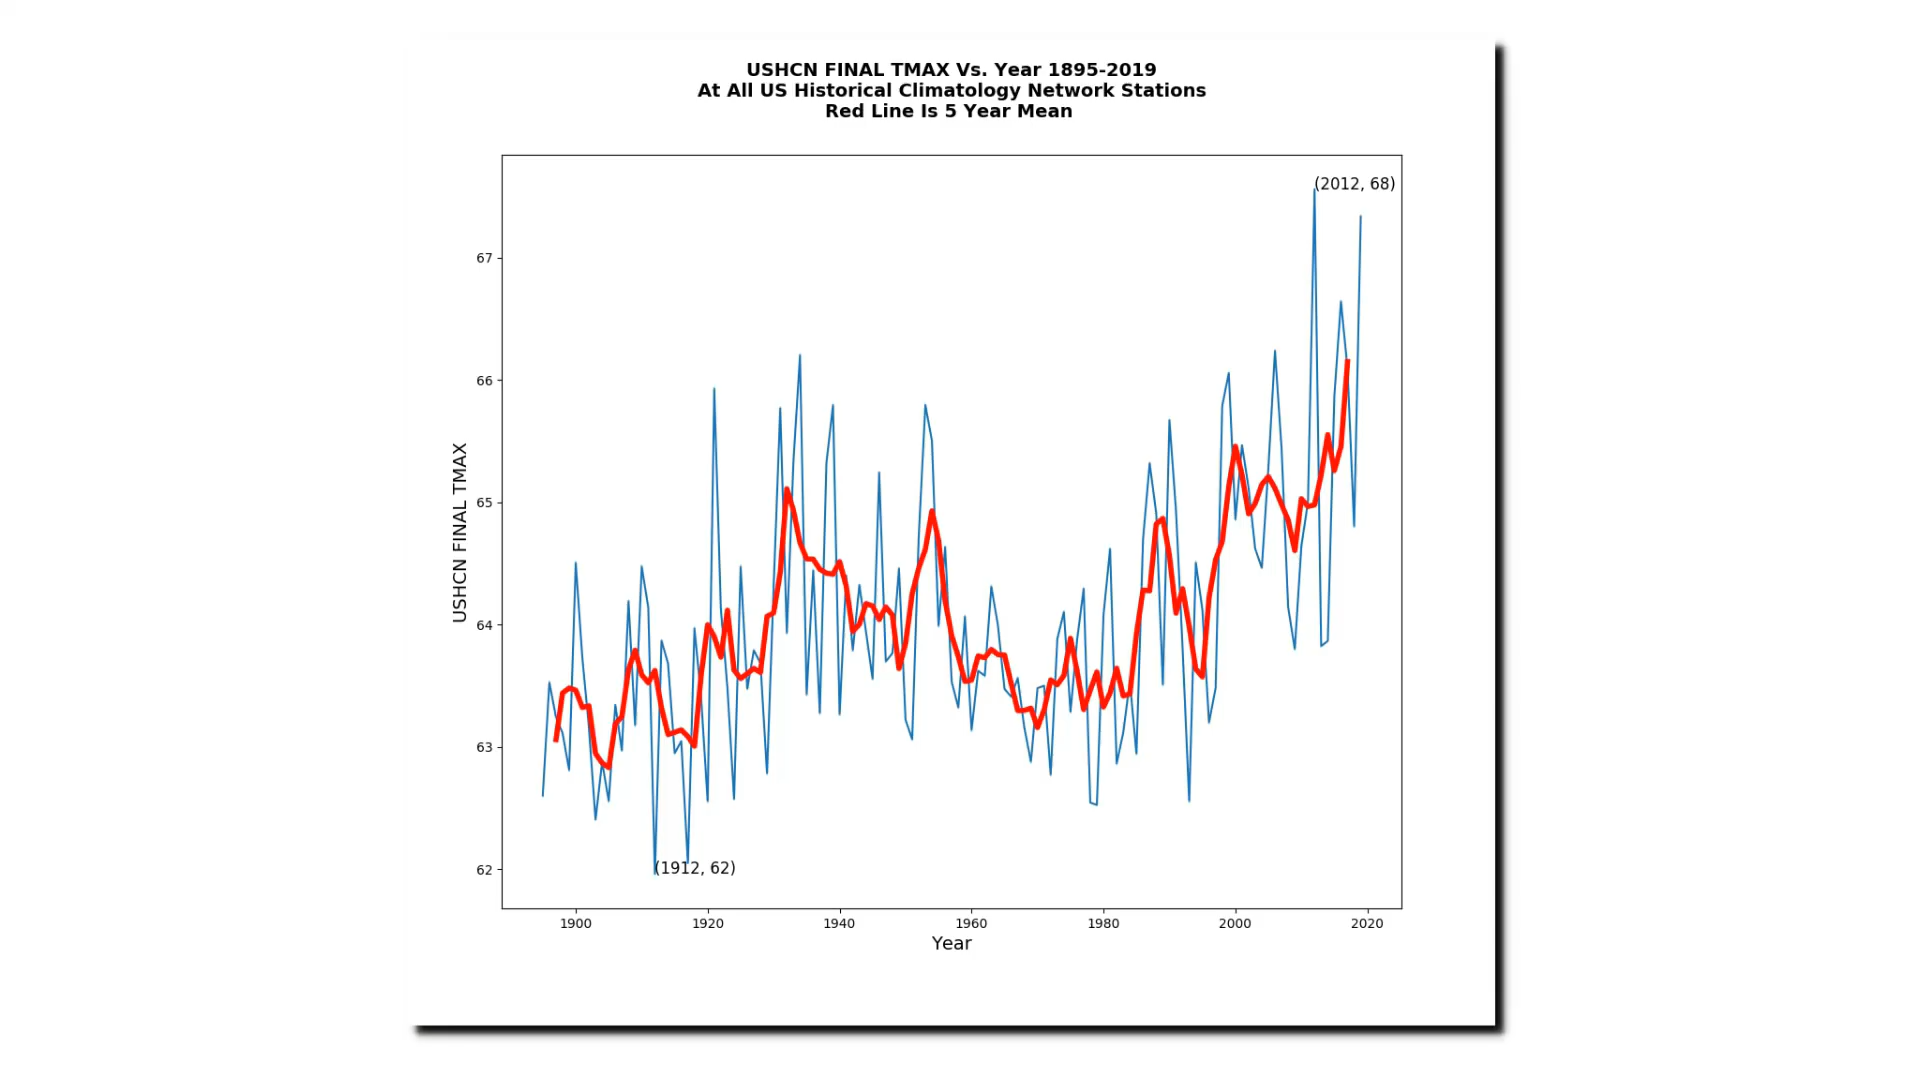 USHCN FINAL TMAX Vs. Year 1895-2019
At All US Historical Climatology Network Stations
Red Line Is 5 Year Mean
(2012, 68)
67
66
65
64
63
62
USHCN FINAL TMAX
(1912, 62)
1900 1920 1940 1960 1980 2000 2020
Year